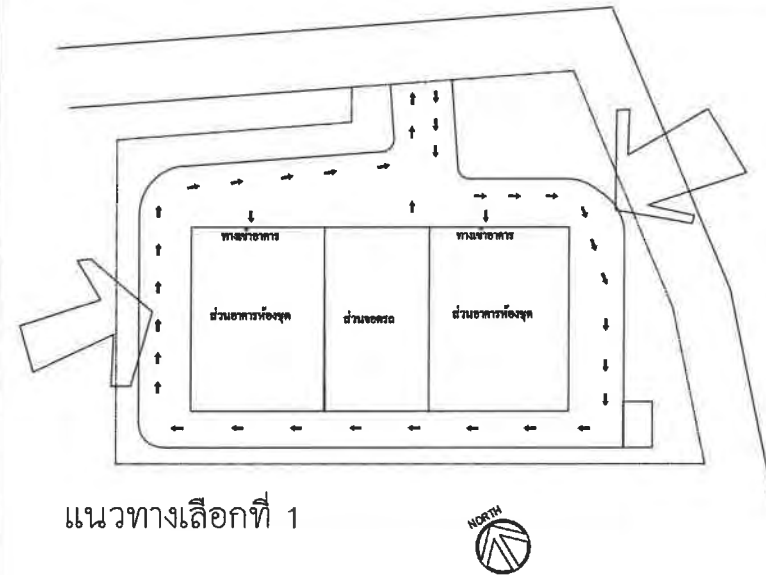 ทางเข้าอาคาร
ทางเข้าอาคาร
ส่วนอาคารห้องชุด
ส่วนจอดรถ
ส่วนอาคารห้องชุด
แนวทางเลือกที่ 1
NORTH